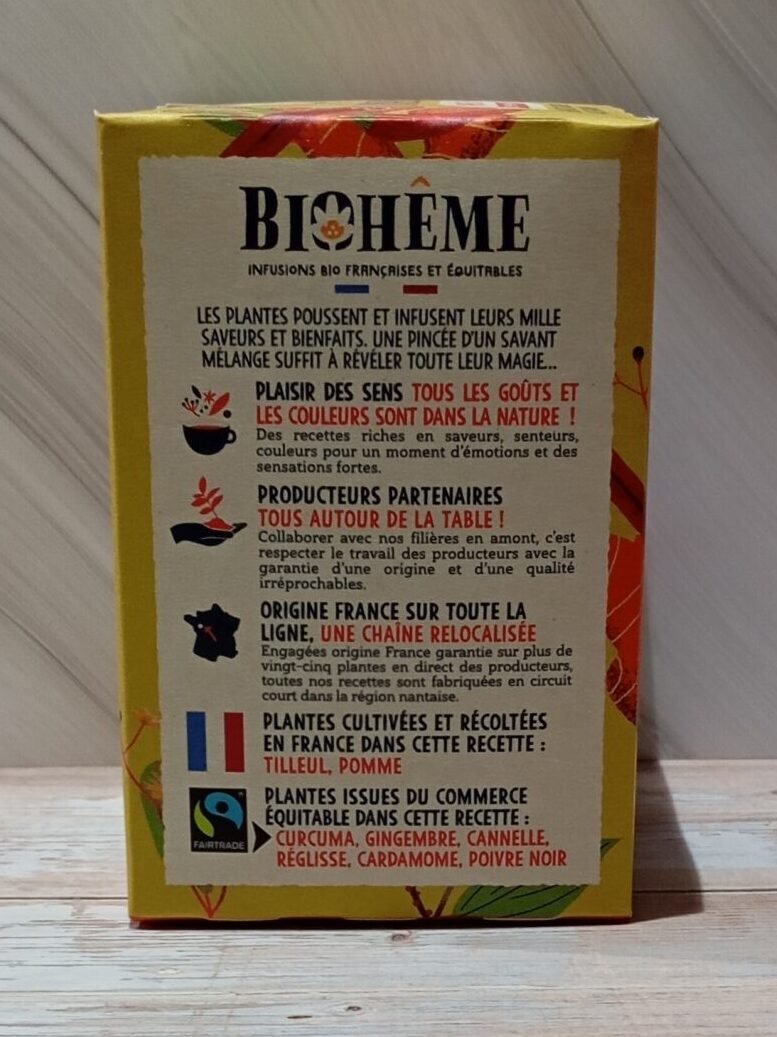 BIOHÊME
INFUSIONS BIO FRANÇAISES ET ÉQUITABLES
LES PLANTES POUSSENT ET INFUSENT LEURS MILLE
SAVEURS ET BIENFAITS. UNE PINCÉE D'UN SAVANT
MÉLANGE SUFFIT À RÉVÉLER TOUTE LEUR MAGIE...
PLAISIR DES SENS TOUS LES GOÛTS ET
LES COULEURS SONT DANS LA NATURE !
Des recettes riches en saveurs, senteurs,
couleurs pour un moment d'émotions et des
sensations fortes.
PRODUCTEURS PARTENAIRES
TOUS AUTOUR DE LA TABLE !
Collaborer avec nos filières en amont, c'est
respecter le travail des producteurs avec la
garantie d'une origine et d'une qualité
irréprochables.
ORIGINE FRANCE SUR TOUTE LA
LIGNE, UNE CHAÎNE RELOCALISÉE
Engagées origine France garantie sur plus de
vingt-cinq plantes en direct des producteurs,
toutes nos recettes sont fabriquées en circuit
court dans la région nantaise.
PLANTES CULTIVÉES ET RÉCOLTÉES
EN FRANCE DANS CETTE RECETTE :
TILLEUL, POMME
PLANTES ISSUES DU COMMERCE
ÉQUITABLE DANS CETTE RECETTE :
FAIRTRADE
CURCUMA, GINGEMBRE, CANNELLE,
RÉGLISSE, CARDAMOME, POIVRE NOIR